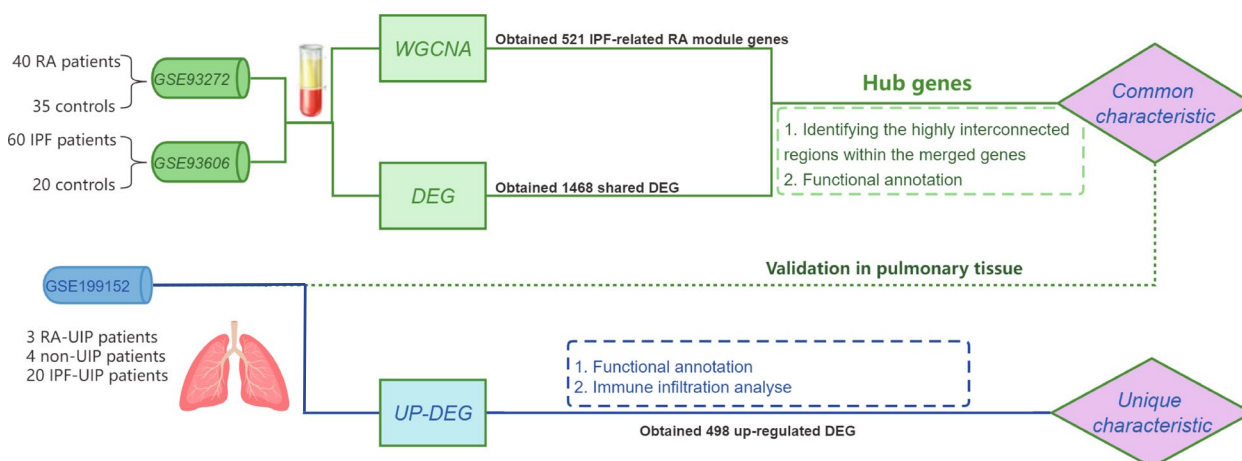 40 RA patients
35 controls
GSE93272
60 IPF patients
20 controls
GSE93606
WGCNA
Obtained 521 IPF-related RA module genes
DEG
Obtained 1468 shared DEG
Hub genes
1. Identifying the highly interconnected
regions within the merged genes
2. Functional annotation
Common
characteristic
Validation in pulmonary tissue
GSE199152
3 RA-UIP patients
4 non-UIP patients
20 IPF-UIP patients
UP-DEG
1. Functional annotation
2. Immune infiltration analyse
Obtained 498 up-regulated DEG
Unique
characteristic